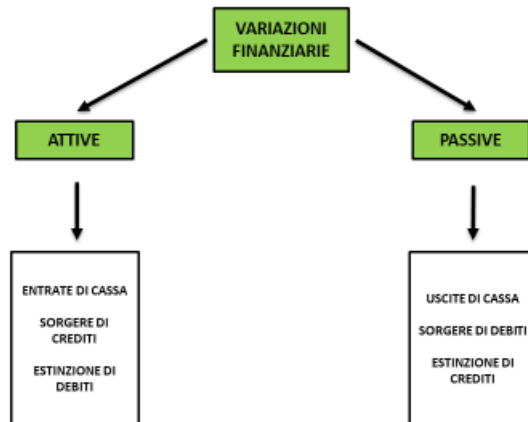 VARIAZIONI
FINANZIARIE
ATTIVE
PASSIVE
ENTRATE DI CASSA
SORGERE DI
CREDITI
ESTINZIONE DI
DEBITI
USCITE DI CASSA
SORGERE DI DEBITI
ESTINZIONE DI
CREDITI